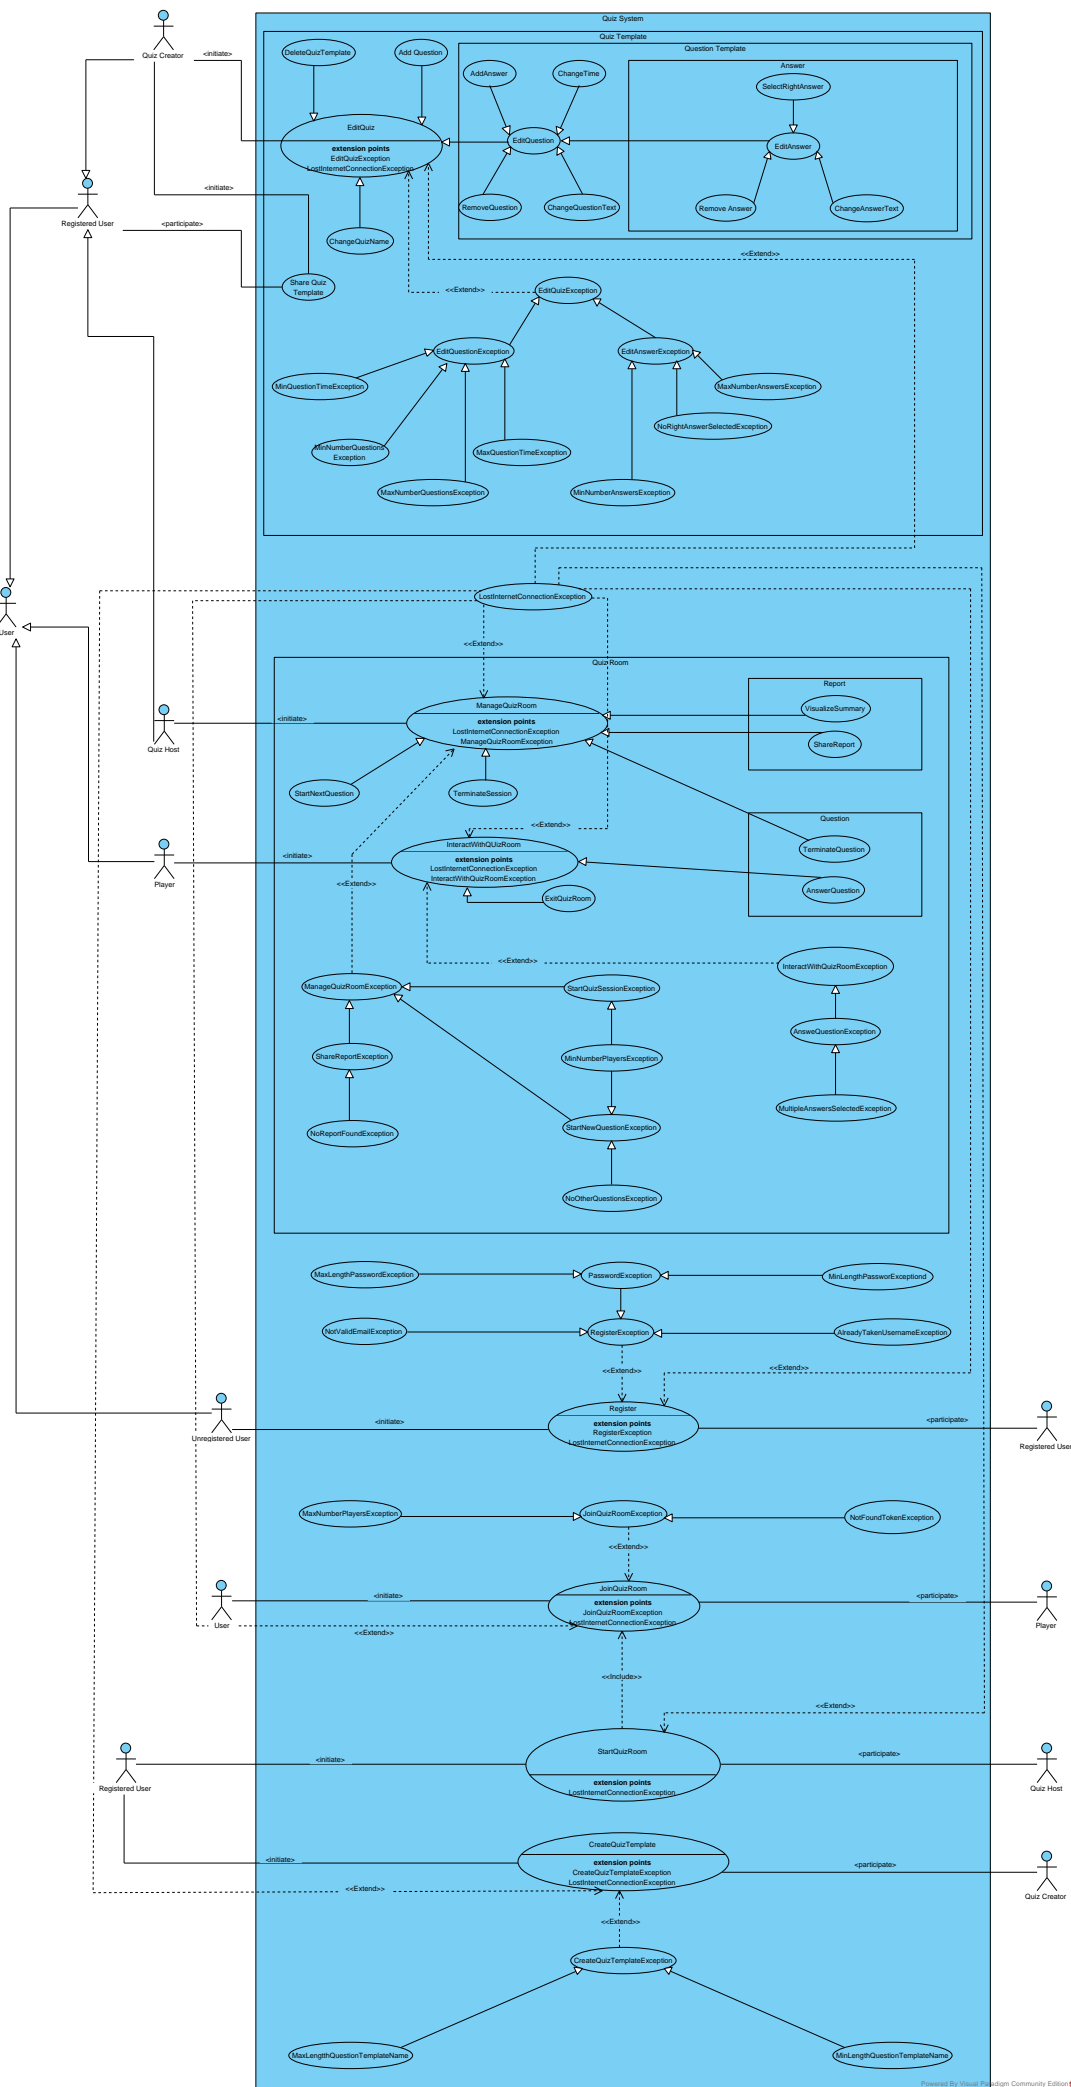 Quiz System
Quiz Template
Question Template
Answer
Quiz Creator
<initiate>
DeleteQuizTemplate
Add Question
AddAnswer
ChangeTime
SelectRightAnswer
EditQuiz
extension points
EditQuizException
LostInternetConnectionException
EditQuestion
EditAnswer
<initiate>
RemoveQuestion
ChangeQuestionText
Remove Answer
ChangeAnswerText
Registered User
<participate>
ChangeQuizName
<<Extend>>
Share Quiz
Template
<<Extend>>
EditQuizException
EditQuestionException
EditAnswerException
MinQuestionTimeException
MaxNumberAnswersException
NoRightAnswerSelectedException
MinNumberQuestions
Exception
MaxQuestionTimeException
MaxNumberQuestionsException
MinNumberAnswersException
LostInternetConnectionException
User
<<Extend>>
Quiz Room
Report
ManageQuizRoom
extension points
LostInternetConnectionException
ManageQuizRoomException
VisualizeSummary
<initiate>
ShareReport
Quiz Host
StartNextQuestion
TerminateSession
Question
<<Extend>>
InteractWithQUizRoom
extension points
LostInternetConnectionException
InteractWithQuizRoomException
TerminateQuestion
<initiate>
Player
<<Extend>>
AnswerQuestion
ExitQuizRoom
<<Extend>>
InteractWithQuizRoomException
ManageQuizRoomException
StartQuizSessionException
AnsweQuestionException
ShareReportException
MinNumberPlayersException
MultipleAnswersSelectedException
NoReportFoundException
StartNewQuestionException
NoOtherQuestionsException
MaxLengthPasswordException
PasswordException
MinLengthPassworExceptiond
NotValidEmailException
RegisterException
AlreadyTakenUsernameException
<<Extend>>
<<Extend>>
Register
extension points
RegisterException
LostInternetConnectionException
<initiate>
<participate>
Unregistered User
Registered User
MaxNumberPlayersException
JoinQuizRoomException
NotFoundTokenException
<<Extend>>
JoinQuizRoom
extension points
JoinQuizRoomException
LostInternetConnectionException
<initiate>
<participate>
User
Player
<<Extend>>
<<Include>>
<<Extend>>
StartQuizRoom
extension points
LostInternetConnectionException
<initiate>
<participate>
Registered User
Quiz Host
CreateQuizTemplate
extension points
CreateQuizTemplateException
LostInternetConnectionException
<initiate>
<participate>
<<Extend>>
Quiz Creator
<<Extend>>
CreateQuizTemplateException
MaxLengtthQuestionTemplateName
MinLengthQuestionTemplateName
Powered By Visual Paradigm Community Edition